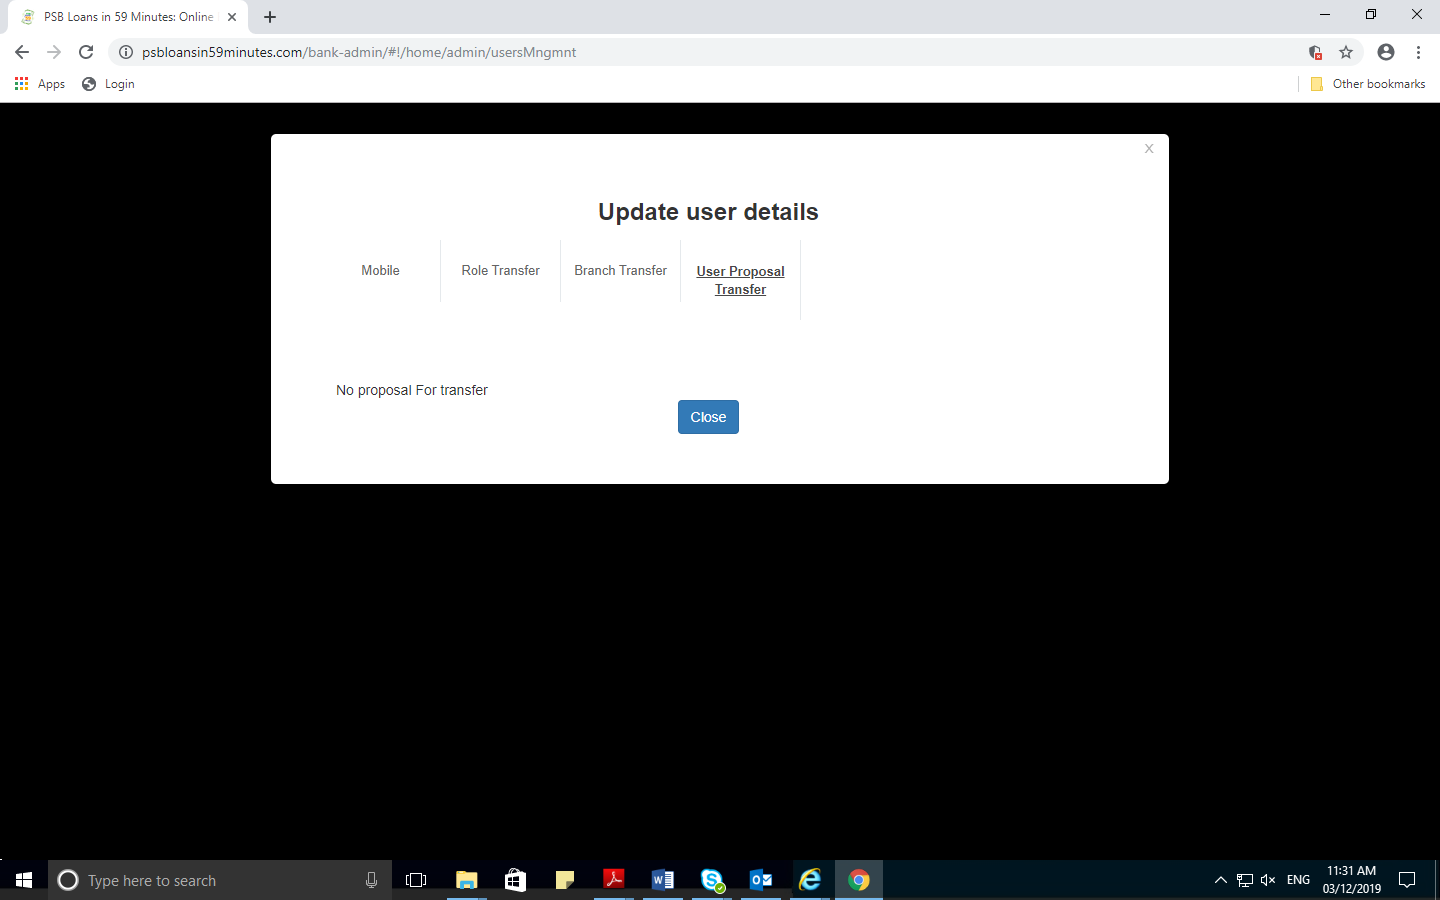 PSB Loans in 59 Minutes: Online
psbloansin59minutes.com/bank-admin/#!/home/admin/usersMngmnt
Apps
Login
Other bookmarks
X
Update user details
Mobile
Role Transfer
Branch Transfer
User Proposal
Transfer
No proposal For transfer
Close
Type here to search
ENG
11:31 AM
03/12/2019